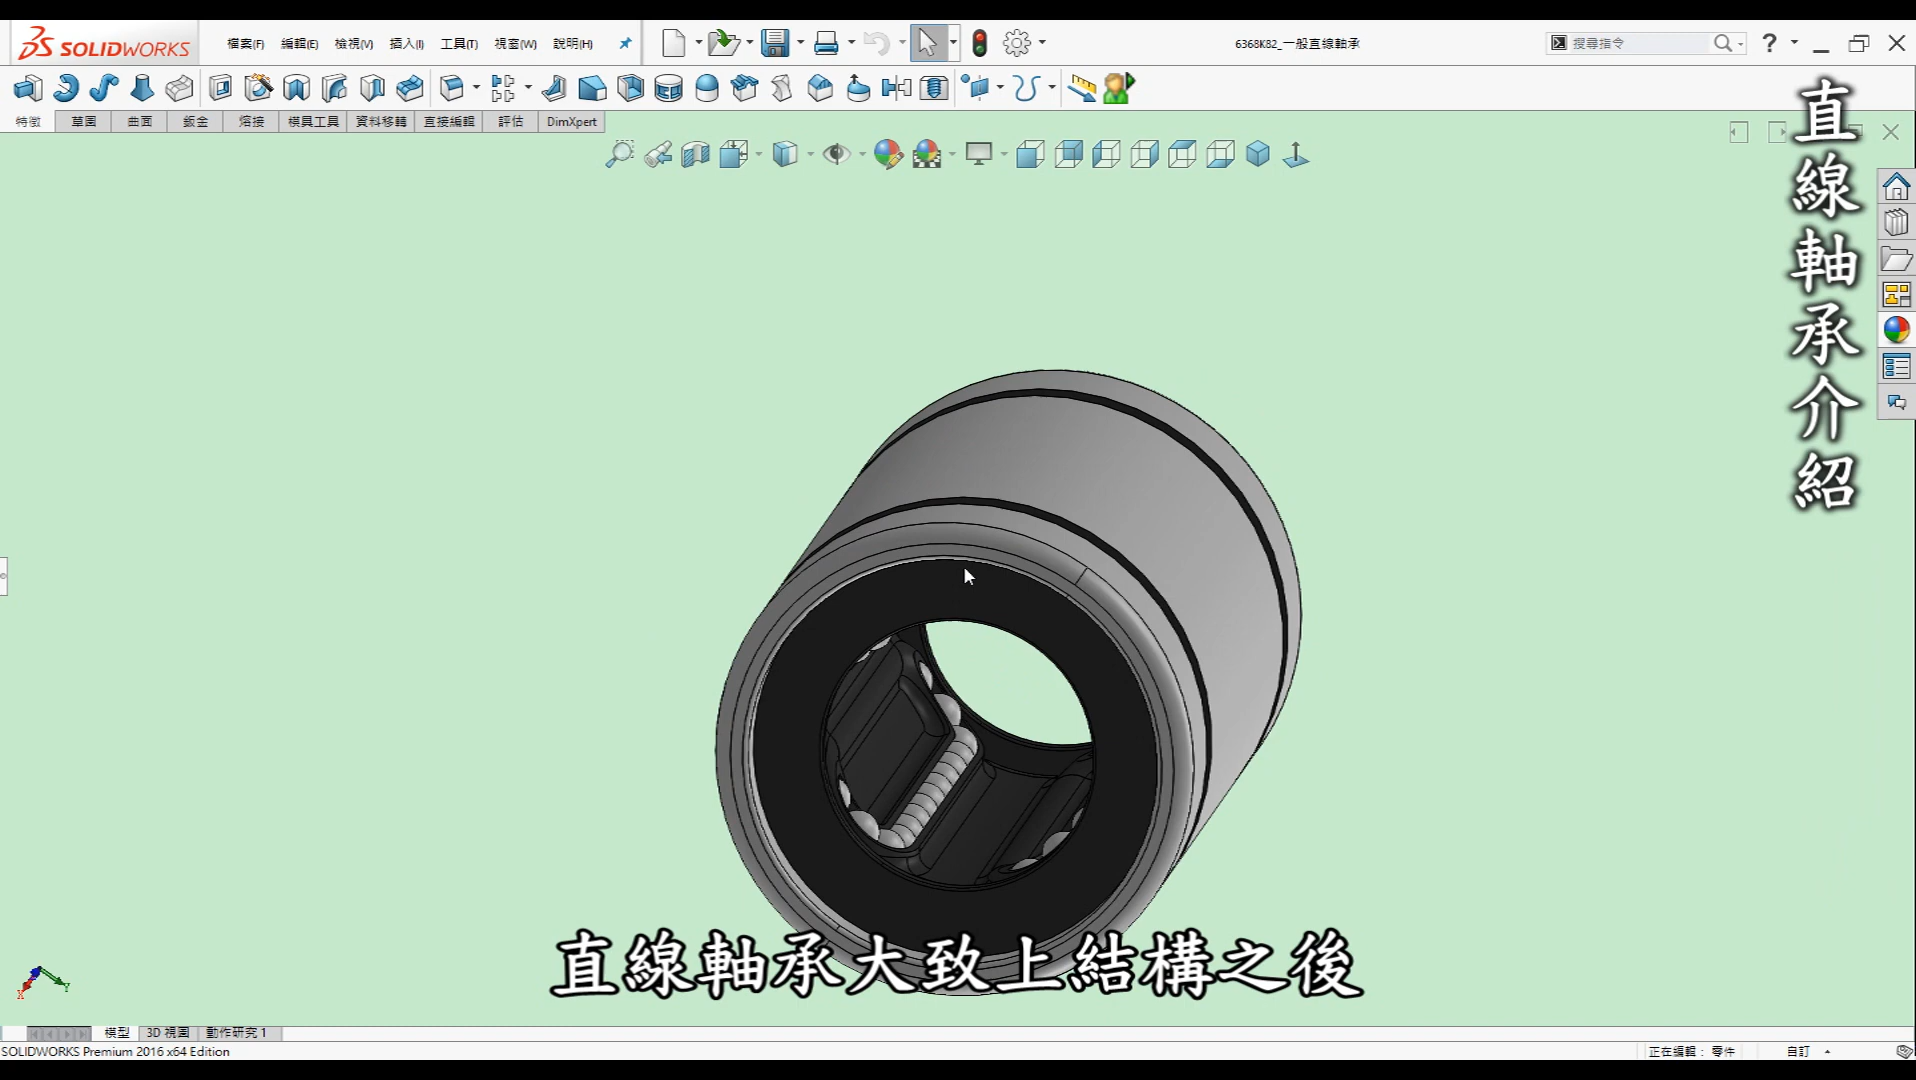 SOLIDWORKS
檔案(F) 編輯(E) 檢視(V) 插入(I) 工具(T) 視窗(W) 說明(H)
6368K82_一般直線軸承
搜尋指令
特徵 草圖 曲面 鈑金 熔接 模具工具 資料移轉 直接編輯 評估 DimXpert
直線軸承介紹
直線軸承大致上結構之後
X
Y
模型 3D 視圖 動作研究 1
SOLIDWORKS Premium 2016 x64 Edition
正在編輯： 零件
自訂